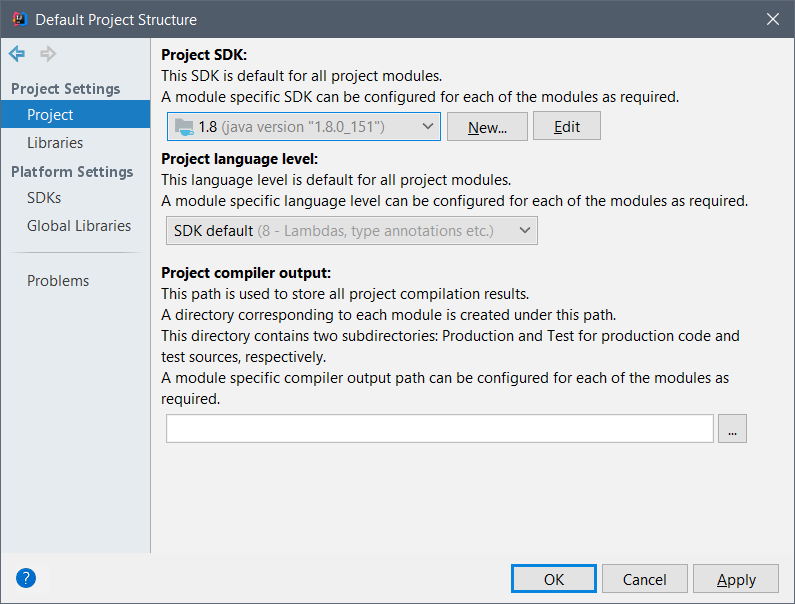 Default Project Structure
Project Settings
Project
Libraries
Platform Settings
SDKs
Global Libraries
Problems
Project SDK:
This SDK is default for all project modules.
A module specific SDK can be configured for each of the modules as required.
1.8 (java version "1.8.0_151")
New...
Edit
Project language level:
This language level is default for all project modules.
A module specific language level can be configured for each of the modules as required.
SDK default (8 - Lambdas, type annotations etc.)
Project compiler output:
This path is used to store all project compilation results.
A directory corresponding to each module is created under this path.
This directory contains two subdirectories: Production and Test for production code and
test sources, respectively.
A module specific compiler output path can be configured for each of the modules as
required.
...
?
OK
Cancel
Apply